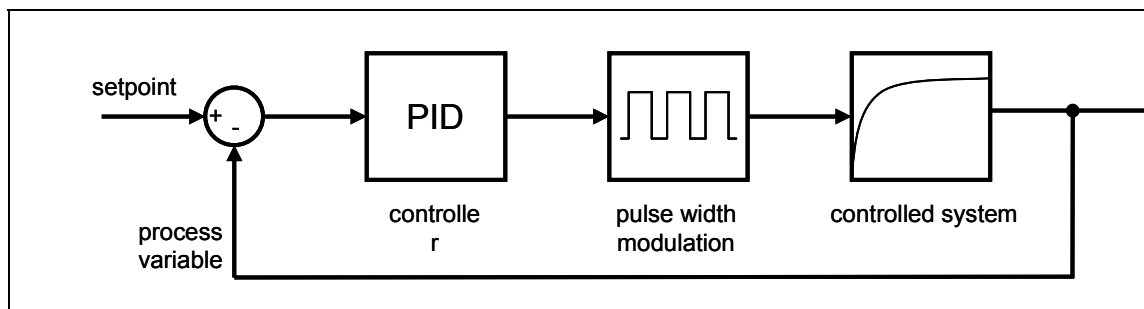 setpoint
+
-
PID
controlle
r
pulse width
modulation
controlled system
process
variable